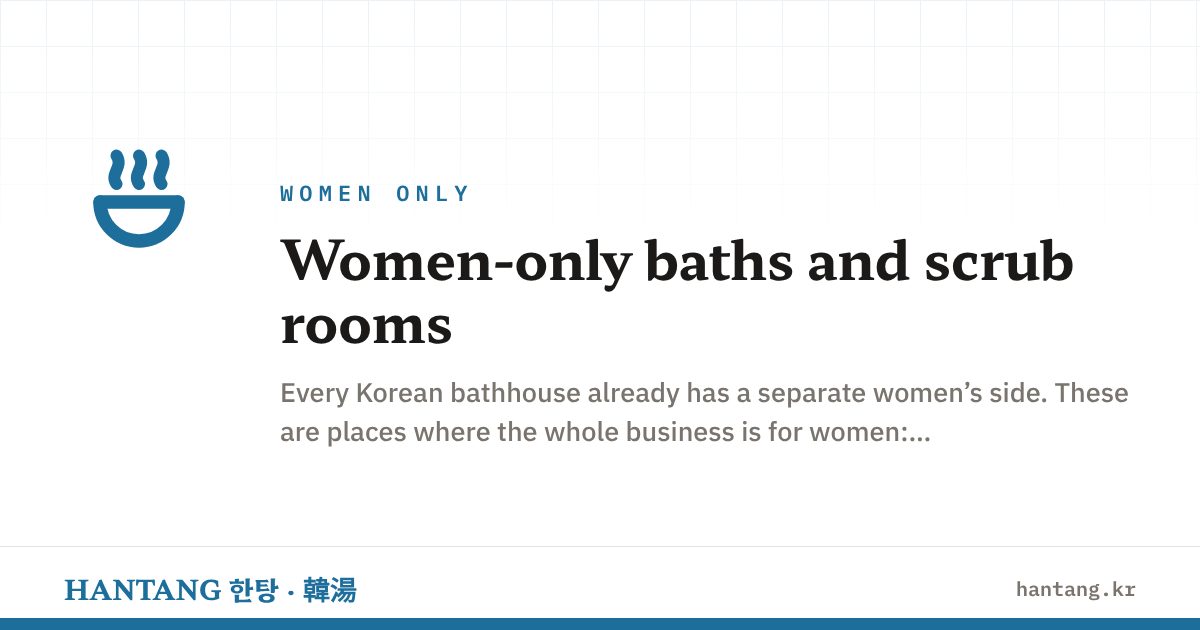 WOMEN ONLY
Women-only baths and scrub
rooms
Every Korean bathhouse already has a separate women’s side. These
are places where the whole business is for women:...
HANTANG 한탕 · 韓湯
hantang.kr